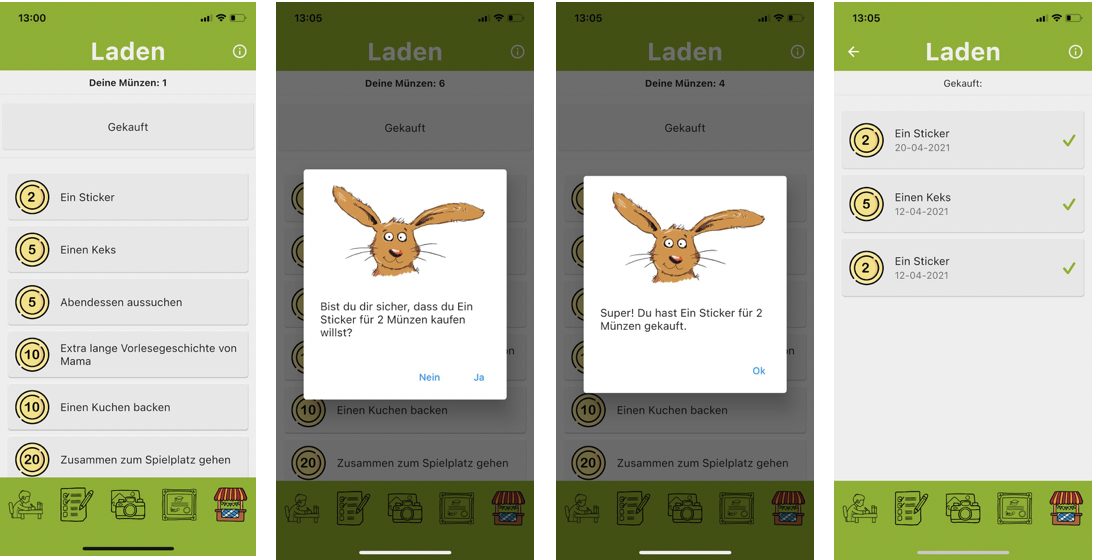 13:00
Laden
Deine Münzen: 1
Gekauft
2 Ein Sticker
5 Einen Keks
5 Abendessen aussuchen
10 Extra lange Vorlesegeschichte von
Mama
10 Einen Kuchen backen
20 Zusammen zum Spielplatz gehen
13:05
Laden
Deine Münzen: 6
Gekauft
Bist du dir sicher, dass du Ein
Sticker für 2 Münzen kaufen
willst?
Nein Ja
on
10 Einen Kuchen backen
20 Zusammen zum Spielplatz gehen
13:05
Laden
Deine Münzen: 4
Gekauft
Super! Du hast Ein Sticker für 2
Münzen gekauft.
Ok
on
10 Einen Kuchen backen
20 Zusammen zum Spielplatz gehen
13:05
Laden
Gekauft:
2 Ein Sticker
20-04-2021
5 Einen Keks
12-04-2021
2 Ein Sticker
12-04-2021